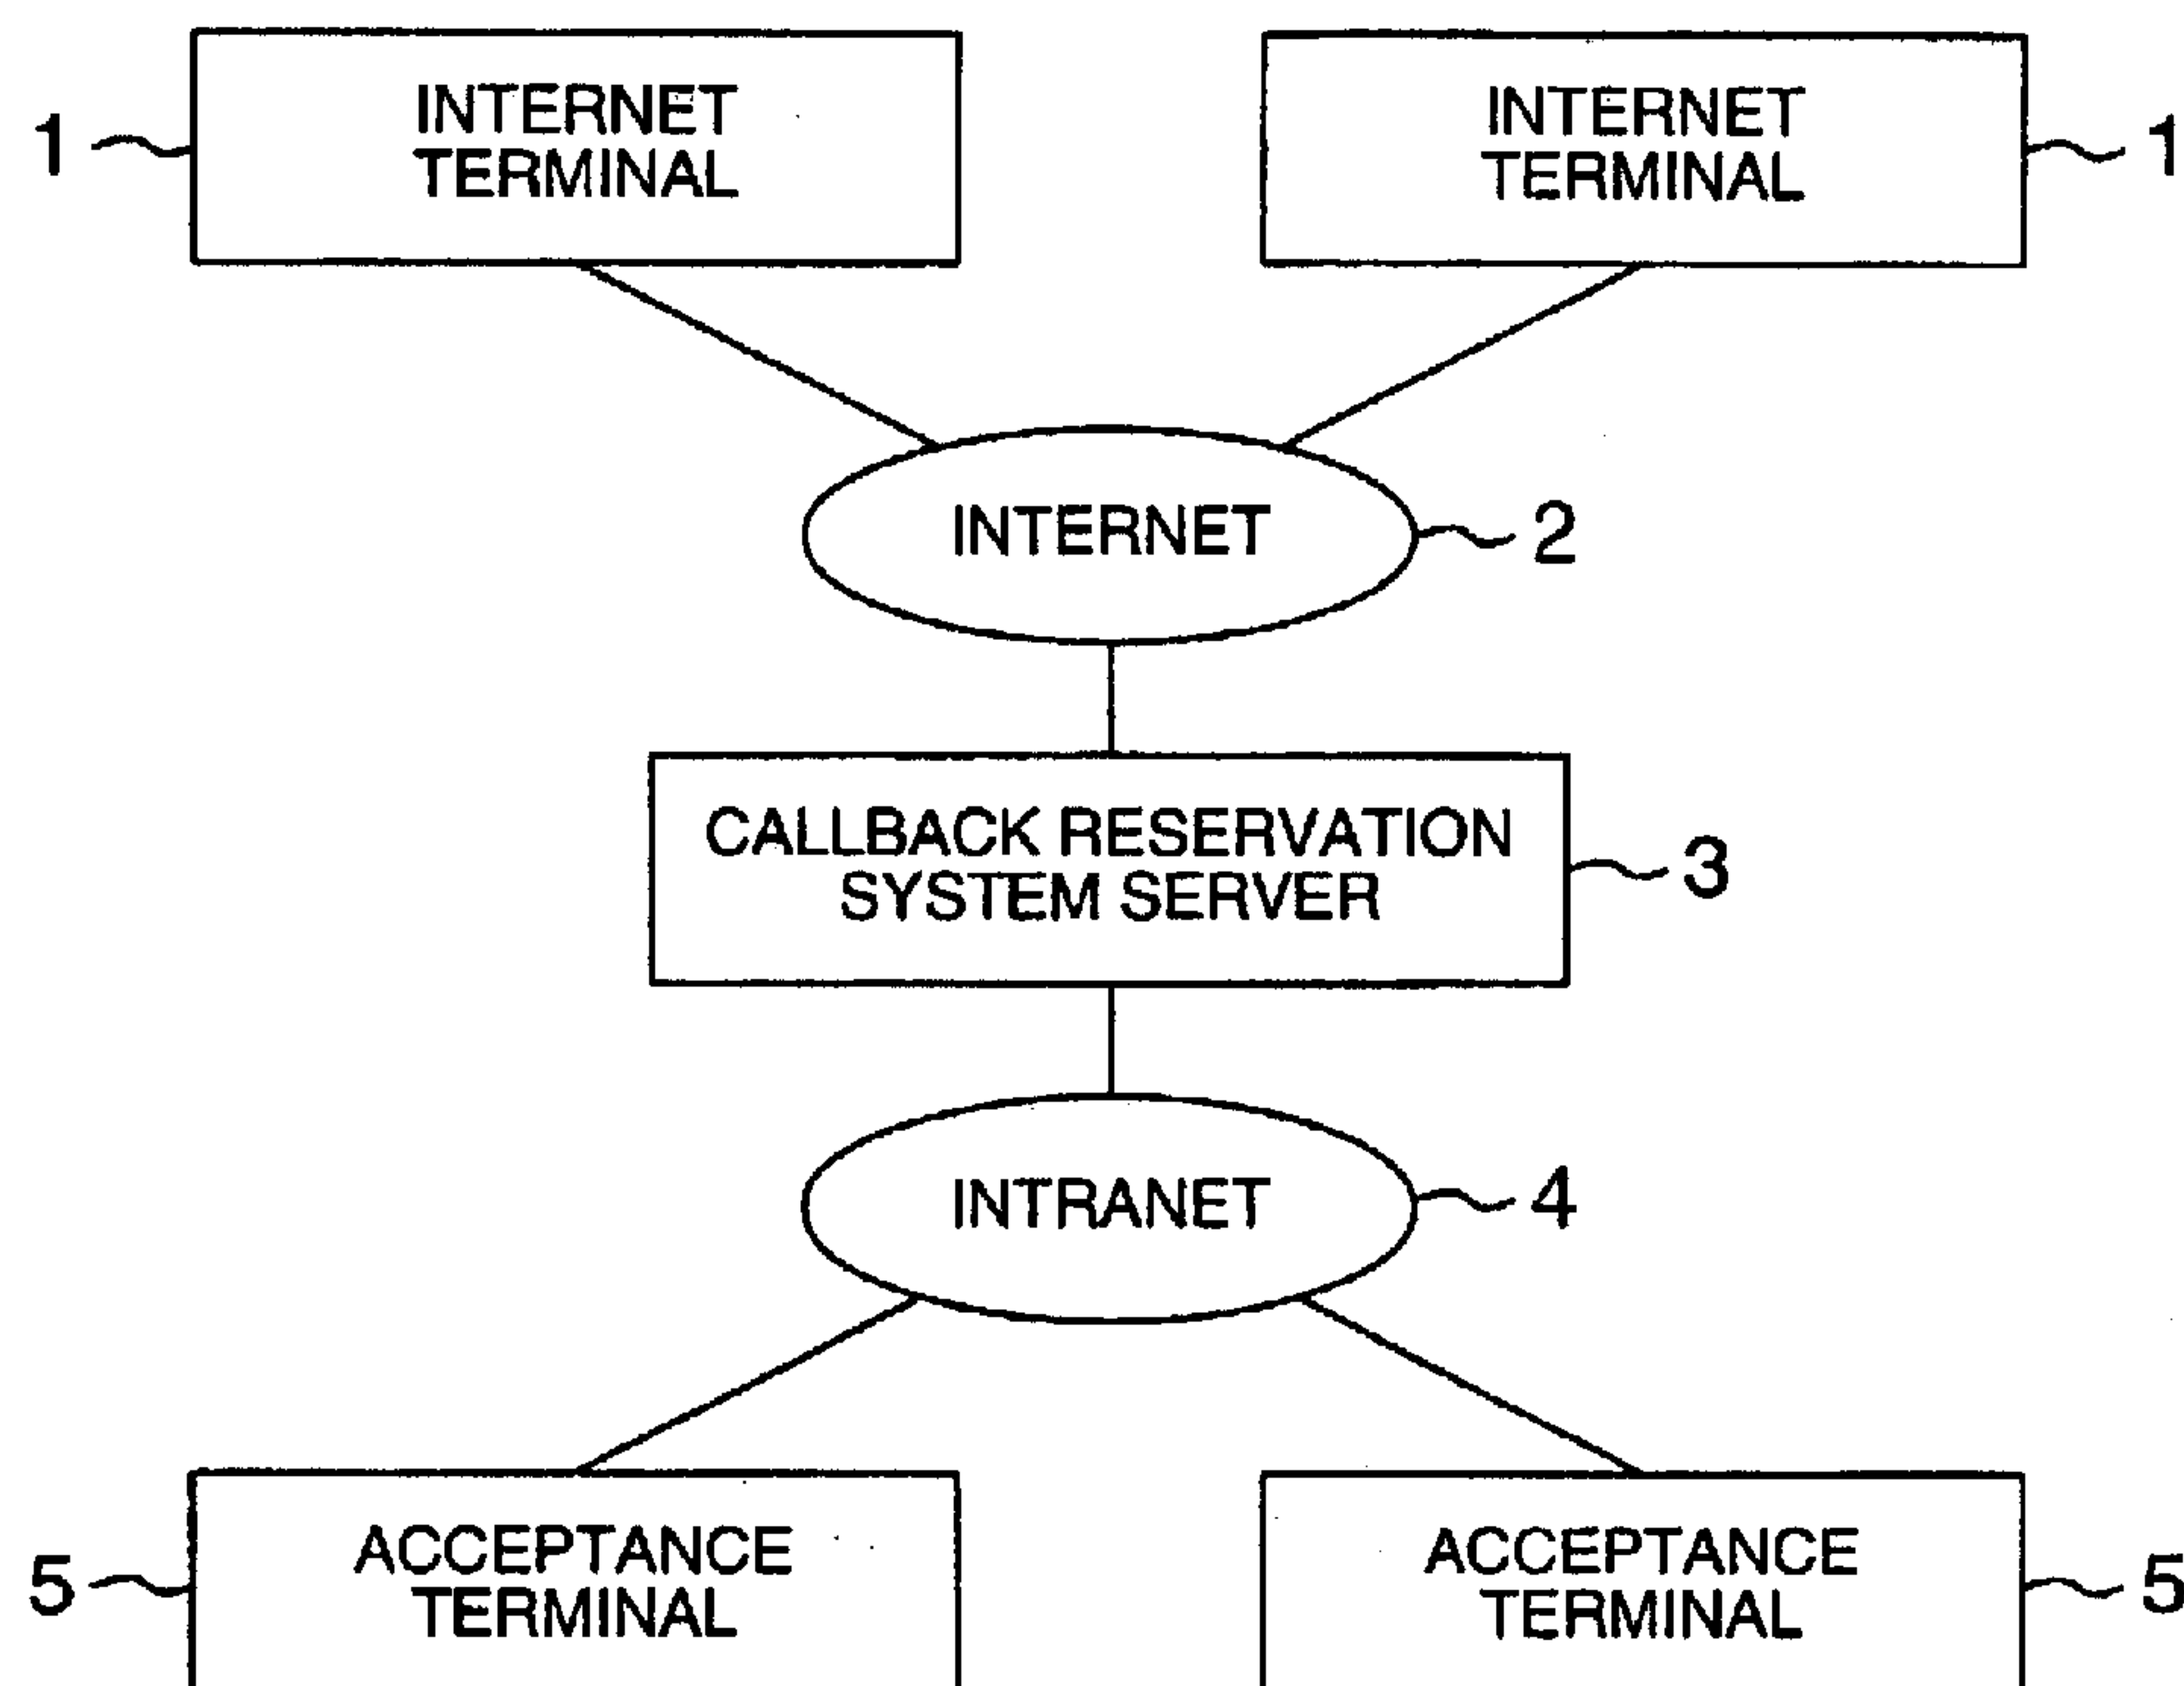 INTERNET
TERMINAL
INTERNET
TERMINAL
1
1
INTERNET
2
CALLBACK RESERVATION
SYSTEM SERVER
3
INTRANET
4
ACCEPTANCE
TERMINAL
ACCEPTANCE
TERMINAL
5
5